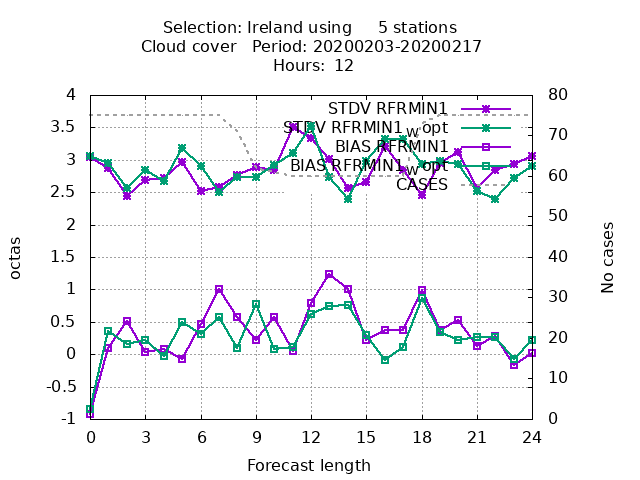 Selection: Ireland using 5 stations
Cloud cover Period: 20200203-20200217
Hours: 12
STDV RFRMIN1
STDV RFRMIN1_w_opt
BIAS RFRMIN1
BIAS RFRMIN1_w_opt
CASES
4
3.5
3
2.5
2
1.5
1
0.5
0
-0.5
-1
octas
80
70
60
50
40
30
20
10
0
No cases
0 3 6 9 12 15 18 21 24
Forecast length